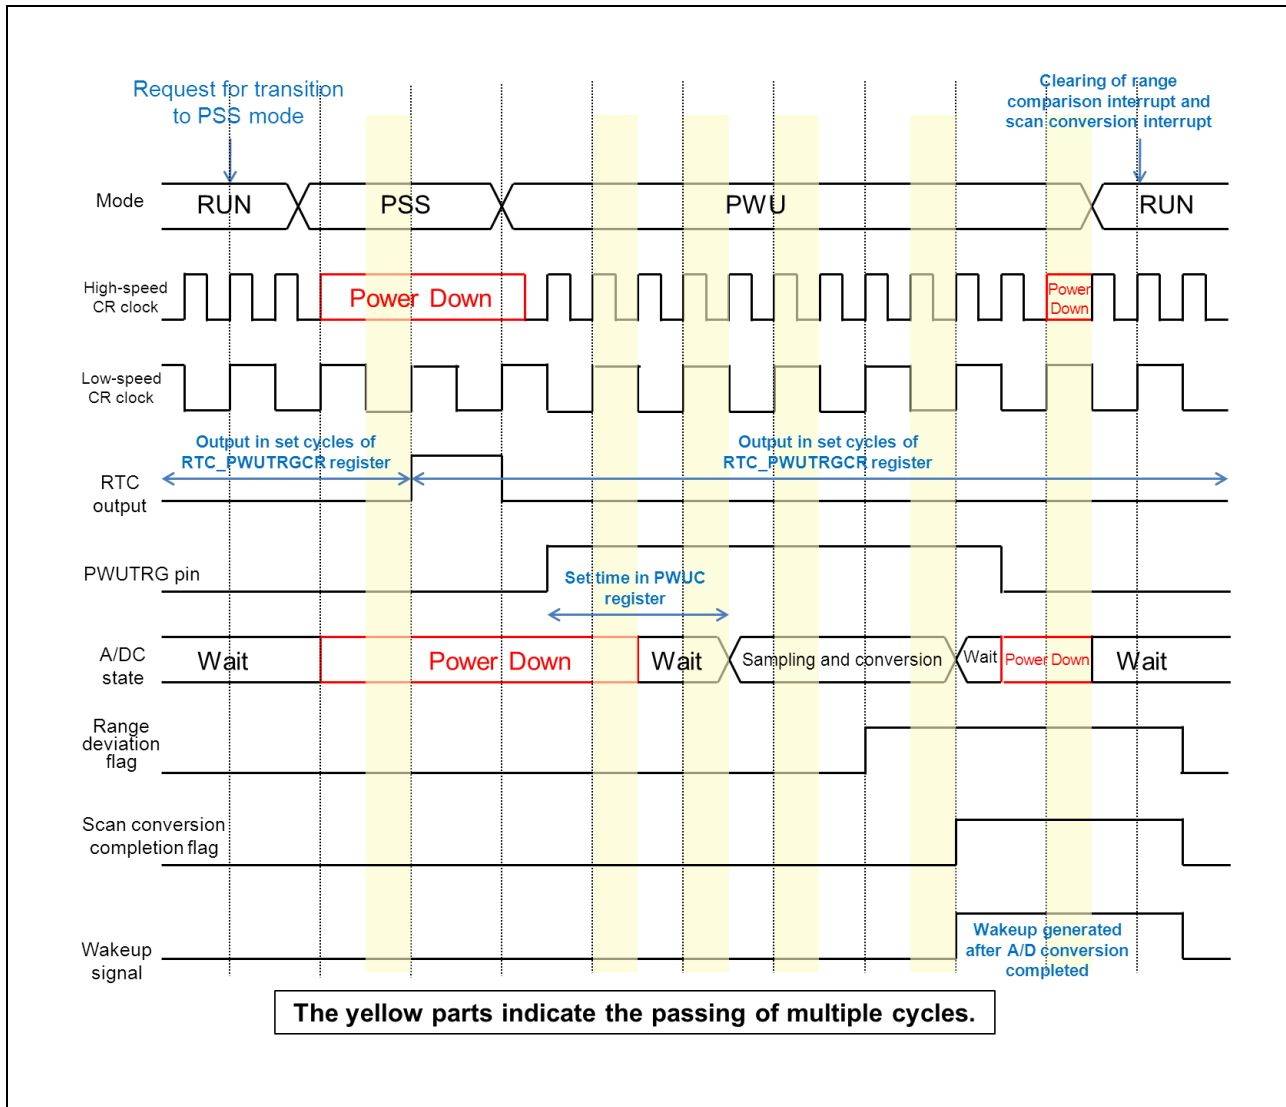 Request for transition
to PSS mode
Clearing of range
comparison interrupt and
scan conversion interrupt
Mode
RUN
PSS
PWU
RUN
High-speed
CR clock
Power Down
Power
Down
Low-speed
CR clock
Output in set cycles of
RTC_PWUTRGCR register
Output in set cycles of
RTC_PWUTRGCR register
RTC
output
PWUTRG pin
Set time in PWUC
register
A/DC
state
Wait
Power Down
Wait
Sampling and conversion
Wait
Power Down
Wait
Range
deviation
flag
Scan conversion
completion flag
Wakeup
signal
Wakeup generated
after A/D conversion
completed
The yellow parts indicate the passing of multiple cycles.